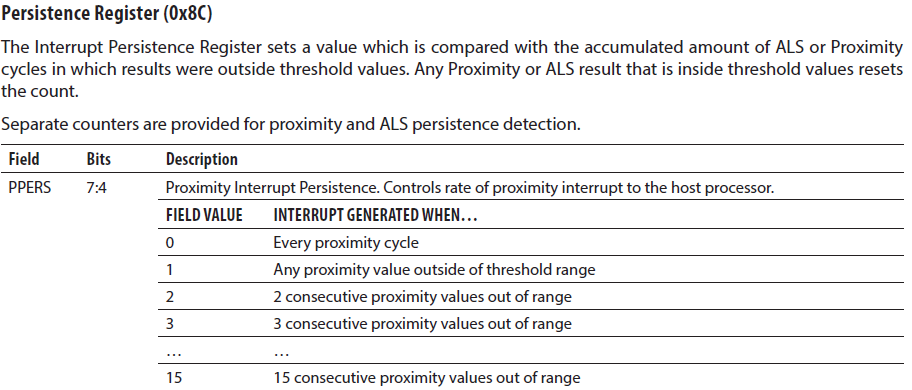 Persistence Register (0x8C)
The Interrupt Persistence Register sets a value which is compared with the accumulated amount of ALS or Proximity
cycles in which results were outside threshold values. Any Proximity or ALS result that is inside threshold values resets
the count.
Separate counters are provided for proximity and ALS persistence detection.
Field Bits Description
PPERS 7:4 Proximity Interrupt Persistence. Controls rate of proximity interrupt to the host processor.
FIELD VALUE INTERRUPT GENERATED WHEN…
0 Every proximity cycle
1 Any proximity value outside of threshold range
2 2 consecutive proximity values out of range
3 3 consecutive proximity values out of range
… …
15 15 consecutive proximity values out of range